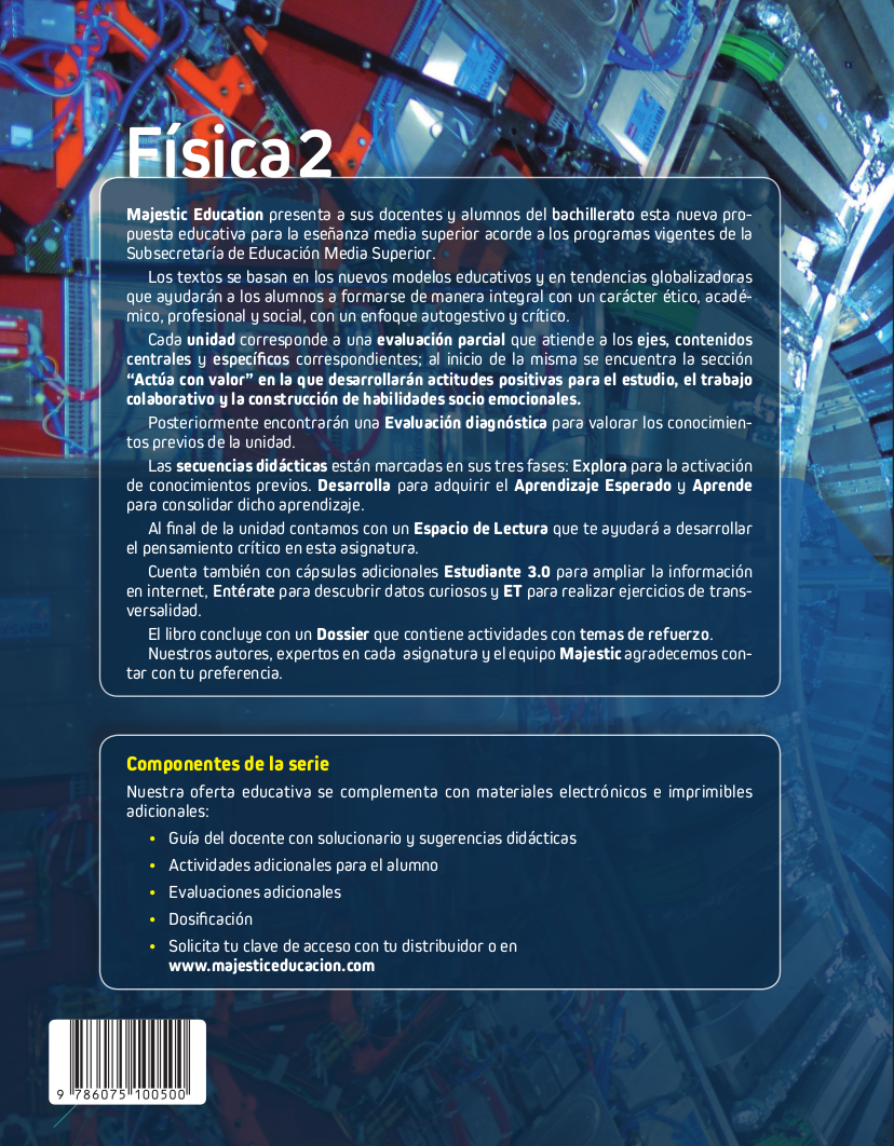 Física 2
Majestic Education presenta a sus docentes y alumnos del bachillerato esta nueva pro-
puesta educativa para la eseñanza media superior acorde a los programas vigentes de la
Subsecretaría de Educación Media Superior.
Los textos se basan en los nuevos modelos educativos y en tendencias globalizadoras
que ayudarán a los alumnos a formarse de manera integral con un carácter ético, acadé-
mico, profesional y social, con un enfoque autogestivo y crítico.
Cada unidad corresponde a una evaluación parcial que atiende a los ejes, contenidos
centrales y específicos correspondientes; al inicio de la misma se encuentra la sección
“Actúa con valor” en la que desarrollarán actitudes positivas para el estudio, el trabajo
colaborativo y la construcción de habilidades socio emocionales.
Posteriormente encontrarán una Evaluación diagnóstica para valorar los conocimien-
tos previos de la unidad.
Las secuencias didácticas están marcadas en sus tres fases: Explora para la activación
de conocimientos previos. Desarrolla para adquirir el Aprendizaje Esperado y Aprende
para consolidar dicho aprendizaje.
Al final de la unidad contamos con un Espacio de Lectura que te ayudará a desarrollar
el pensamiento crítico en esta asignatura.
Cuenta también con cápsulas adicionales Estudiante 3.0 para ampliar la información
en internet, Entérate para descubrir datos curiosos y ET para realizar ejercicios de trans-
versalidad.
El libro concluye con un Dossier que contiene actividades con temas de refuerzo.
Nuestros autores, expertos en cada asignatura y el equipo Majestic agradecemos con-
tar con tu preferencia.
Componentes de la serie
Nuestra oferta educativa se complementa con materiales electrónicos e imprimibles
adicionales:
• Guía del docente con solucionario y sugerencias didácticas
• Actividades adicionales para el alumno
• Evaluaciones adicionales
• Dosificación
• Solicita tu clave de acceso con tu distribuidor o en
www.majesticeducacion.com
9 786075 100500